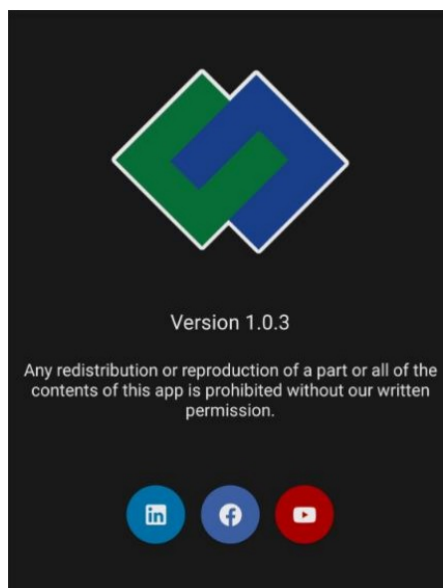 Version 1.0.3
Any redistribution or reproduction of a part or all of the
contents of this app is prohibited without our written
permission.
in
f